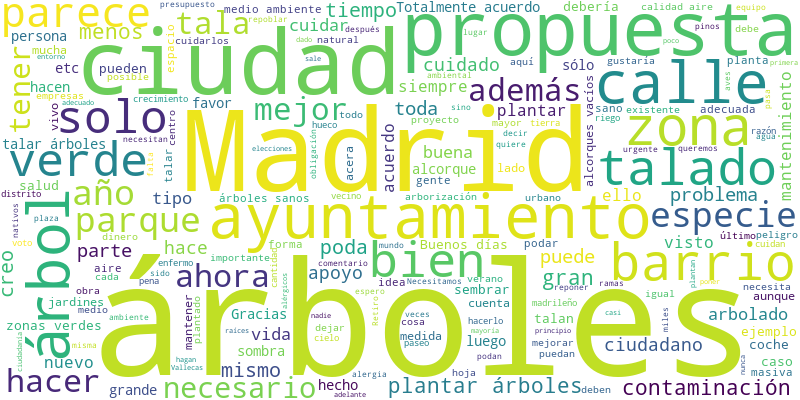 presupuesto
medio ambiente
repoblar
parece
menos
tala
cuidar
tiempo
Totalmente acuerdo
debería
calidad aire
equipo
persona
mucha
entorno
cuidarlos
espacio
ciudad
propuesta
después
natural
lugar
dado
sale
aquí
sólo
cuidado
siempre
gustaría
pinos
debe
poco
planta
ambiental
primera
etc
pueden
posible
tener
hacen
empresas
crecimiento
adecuado
necesitan
solo
vivo
centro
favor
mejor
todo
hueco
toda
además
plantar
calle
alcorques vacíos
sano
existente
adecuada
riego
aves
pasa
mantenimiento
talar árboles
verde
falta
talar
Madrid
obligación
acera
proyecto
acuerdo
sino
mayor tierra
decir
quiere
zona
urgente
queremos
razón
agua
salud
elecciones
buena
alcorque
gente
lado
talado
distrito
árboles sanos
vecino
arborización
urbano
nativos
plaza
voto
dinero
árbol
año
tipo
parque
ayuntamiento
ello
problema
especie
creo
parte
hace
forma
poda
Buenos días
podar
puede
visto
último
peligro
cuidan
aire
cada
importante
cantidad
mundo
bien
gran
barrio
jardines
obra
sido
enfermo
pena
comentario
apoyo
ahora
idea
Necesitamos
verano
sembrar
cuenta
madrileño
ramas
reponer
igual
plantan
poner
necesita
aunque
zonas verdes
medio
mantener
plantado
alérgicos
espero
Retiro
árboles
ciudadanía
ambiente
raíces
Gracias
nadie
dejar
cielo
veces
cosa
medida
paseo
hacerlo
mayoría
talan
luego
principio
mejorar
puedan
casi
miles
arbolado
ejemplo
nuevo
misma
vida
sombra
ciudadano
coche
caso
masiva
nunca
hacer
grande
necesario
hagan
Vallecas
mismo
hecho
alergia
adelante
hoja
podan
plantar árboles
deben
contaminación